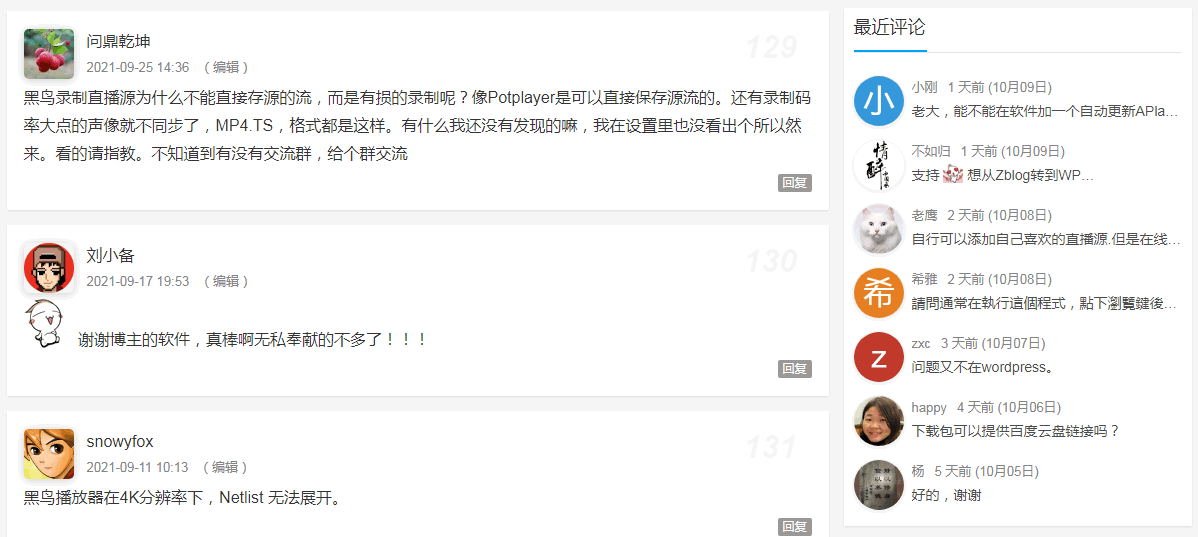 问鼎乾坤
129
2021-09-25 14:36 （ 编辑 ）
黑鸟录制直播源为什么不能直接存源的流，而是有损的录制呢？像Potplayer是可以直接保存源流的。还有录制码
率大点的声像就不同步了，MP4.TS，格式都是这样。有什么我还没有发现的嘛，我在设置里也没看出个所以然
来。看的请指教。不知道到有没有交流群，给个群交流
回复
刘小备
130
2021-09-17 19:53 （ 编辑 ）
谢谢博主的软件，真棒啊无私奉献的不多了！！！
回复
snowyfox
131
2021-09-11 10:13 （ 编辑 ）
黑鸟播放器在4K分辨率下，Netlist 无法展开。
回复
最近评论
小
小刚 1 天前 (10月09日)
老大，能不能在软件加一个自动更新APla…
情醉
不如归 1 天前 (10月09日)
支持 想从Zblog转到WP…
老鹰 2 天前 (10月08日)
自行可以添加自己喜欢的直播源.但是在线…
希
希雅 2 天前 (10月08日)
請問通常在執行這個程式，點下瀏覽鍵後…
z
zxc 3 天前 (10月07日)
问题又不在wordpress。
happy 4 天前 (10月06日)
下载包可以提供百度云盘链接吗？
杨 5 天前 (10月05日)
好的，谢谢